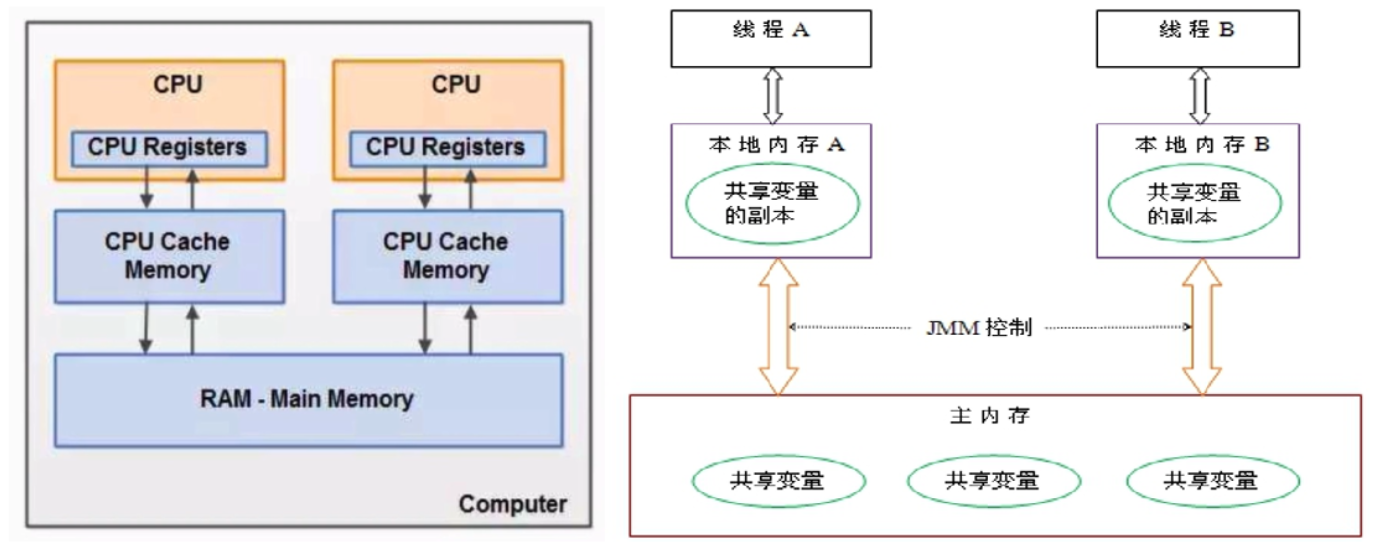 CPU
CPU
CPU Registers
CPU Registers
CPU Cache
Memory
CPU Cache
Memory
RAM - Main Memory
Computer
线程 A
线程 B
本地内存 A
本地内存 B
共享变量
的副本
共享变量
的副本
JMM 控制
主内存
共享变量
共享变量
共享变量